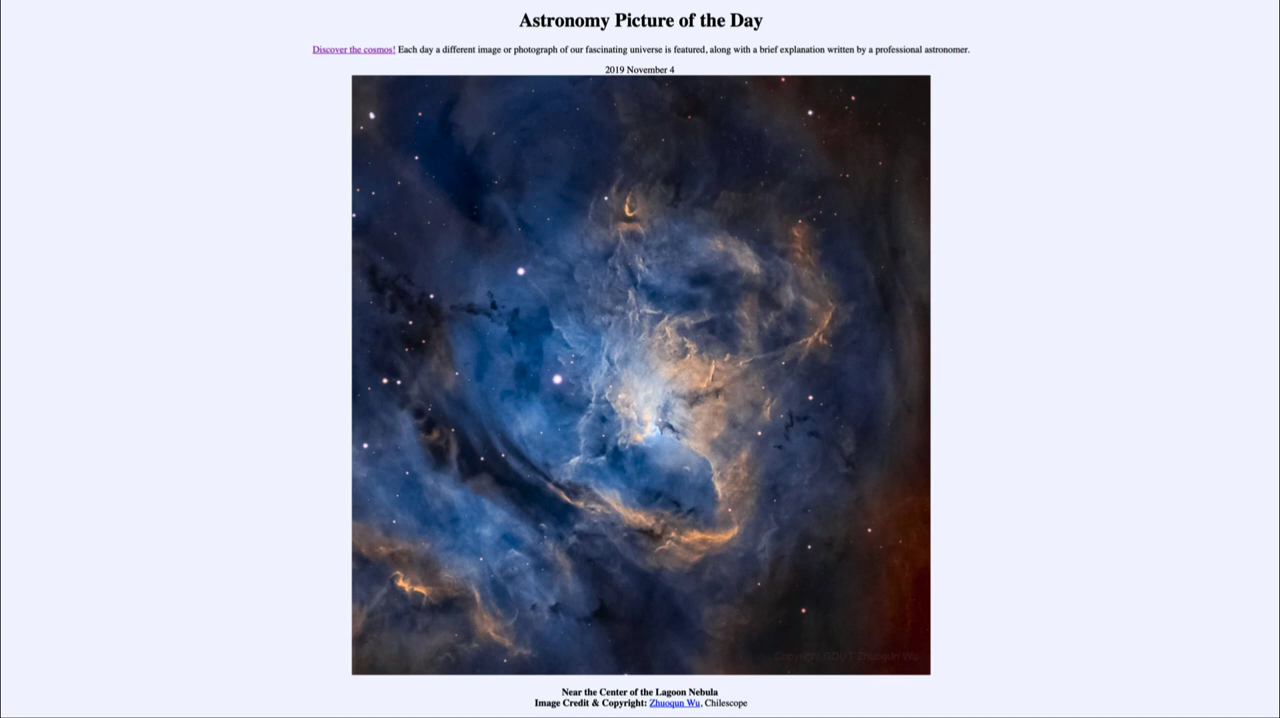 Astronomy Picture of the Day
Discover the cosmos! Each day a different image or photograph of our fascinating universe is featured, along with a brief explanation written by a professional astronomer.
2019 November 4
Near the Center of the Lagoon Nebula
Image Credit & Copyright: Zhuoqun Wu, Chilescope